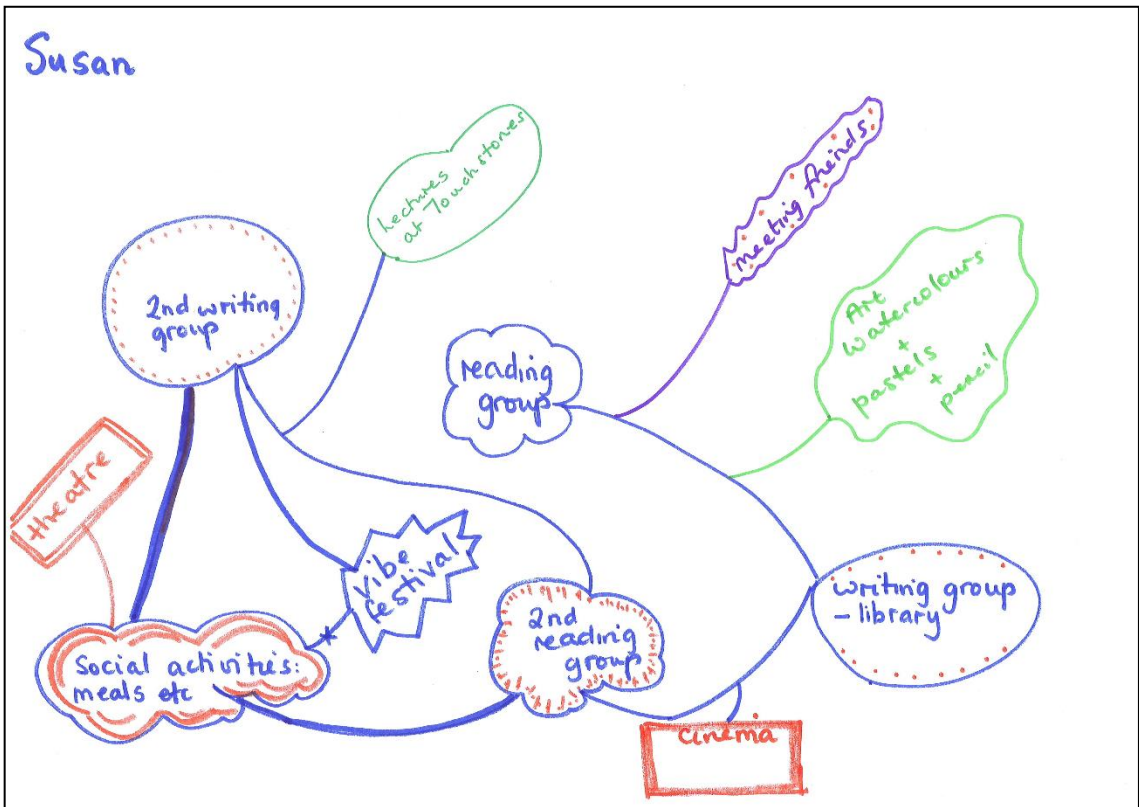 Susan
Lectures
at Touchstones
meeting freinds
2nd writing
group
Art
watercolours
+
pastels
+
pencil
reading
group
theatre
Vibe
festival
2nd
reading
group
writing group
- library
Social activities:
meals etc
cinema